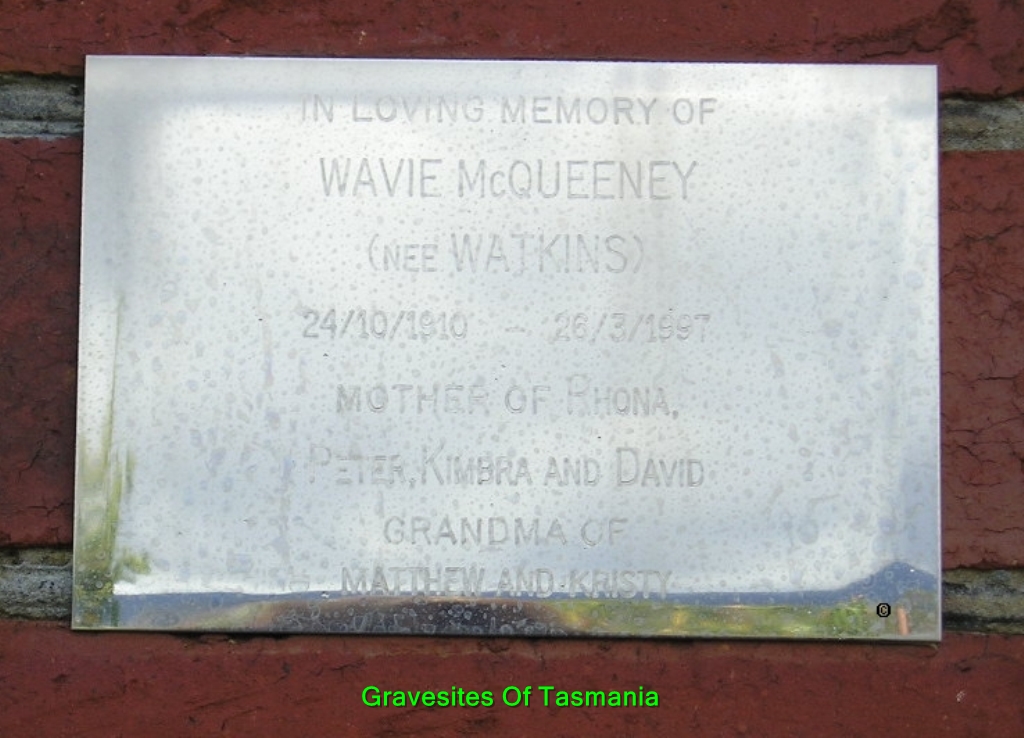 IN LOVING MEMORY OF
WAVIE McQUEENEY
(NEE WATKINS)
24/10/1910 - 26/3/1997
MOTHER OF RHONA,
PETER, KIMBRA AND DAVID
GRANDMA OF
MATTHEW AND KRISTY
©
Gravesites Of Tasmania